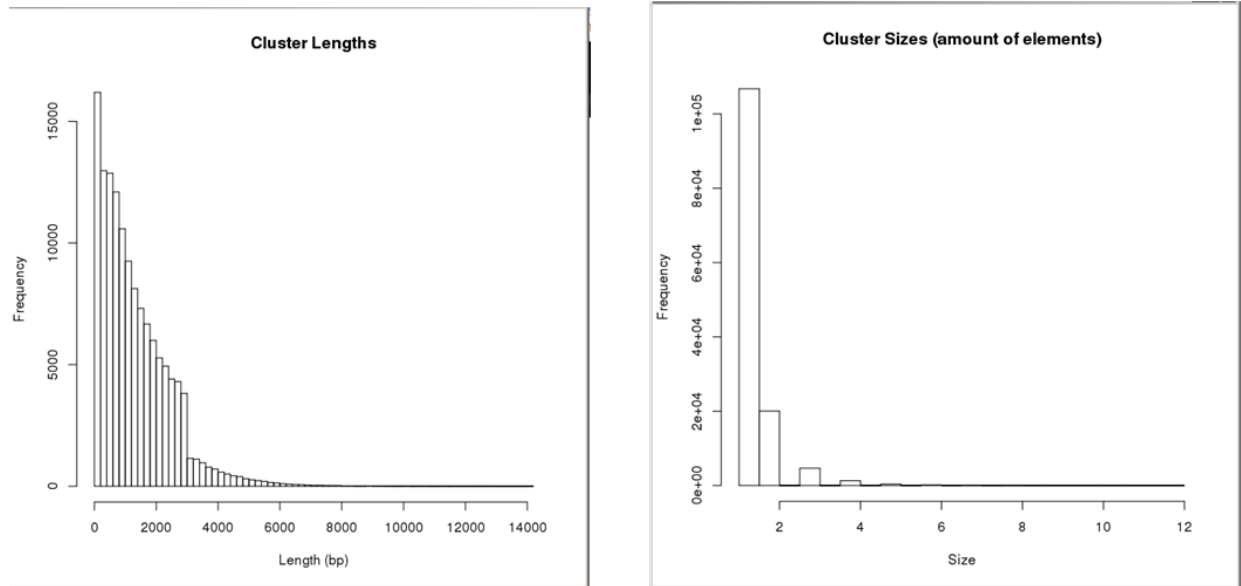 Cluster Lengths
Frequency
15000
10000
5000
0
0 2000 4000 6000 8000 10000 12000 14000
Length (bp)
Cluster Sizes (amount of elements)
Frequency
1e+05
8e+04
6e+04
4e+04
2e+04
0e+00
2 4 6 8 10 12
Size